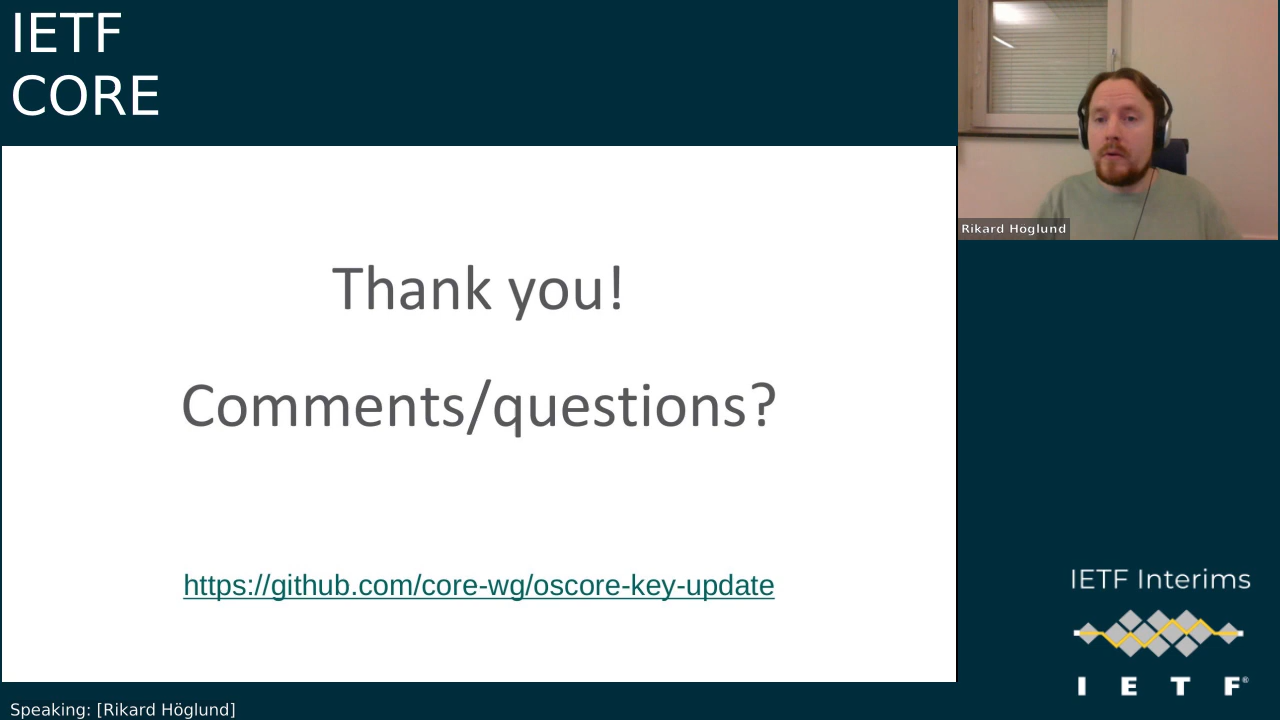 IETF
CORE
Rikard Hoglund
Thank you!
Comments/questions?
https://github.com/core-wg/oscore-key-update
IETF Interims
I E T F®
Speaking: [Rikard Höglund]